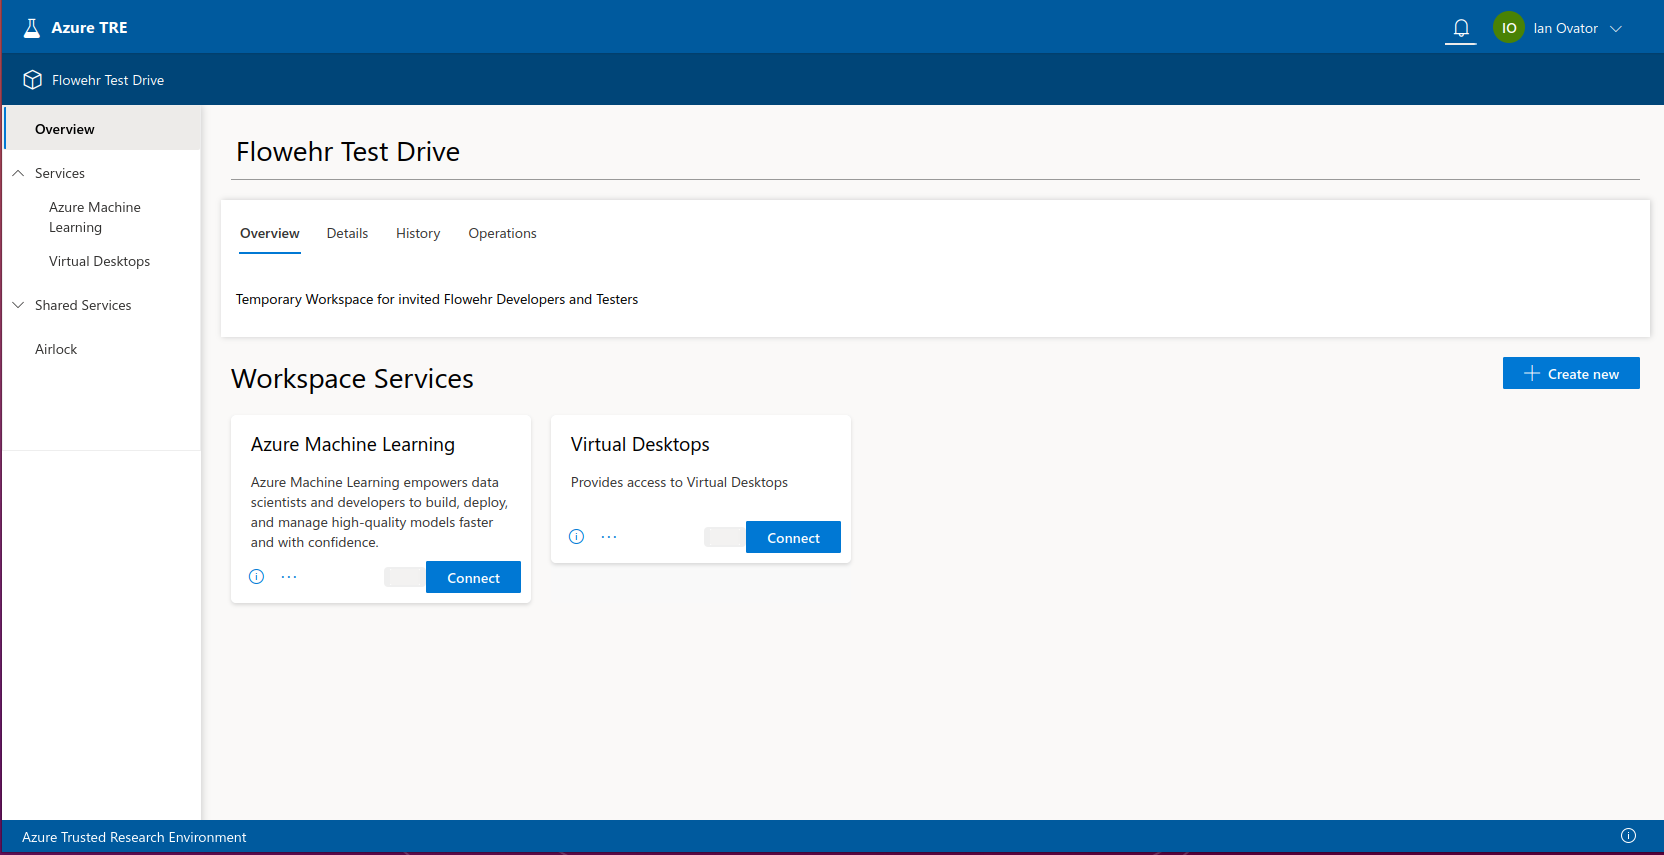 Azure TRE
IO
Ian Ovator
Flowehr Test Drive
Overview
Services
Azure Machine
Learning
Virtual Desktops
Shared Services
Airlock
Flowehr Test Drive
Overview
Details
History
Operations
Temporary Workspace for invited Flowehr Developers and Testers
Workspace Services
Create new
Azure Machine Learning
Azure Machine Learning empowers data
scientists and developers to build, deploy,
and manage high-quality models faster
and with confidence.
Connect
Virtual Desktops
Provides access to Virtual Desktops
Connect
Azure Trusted Research Environment